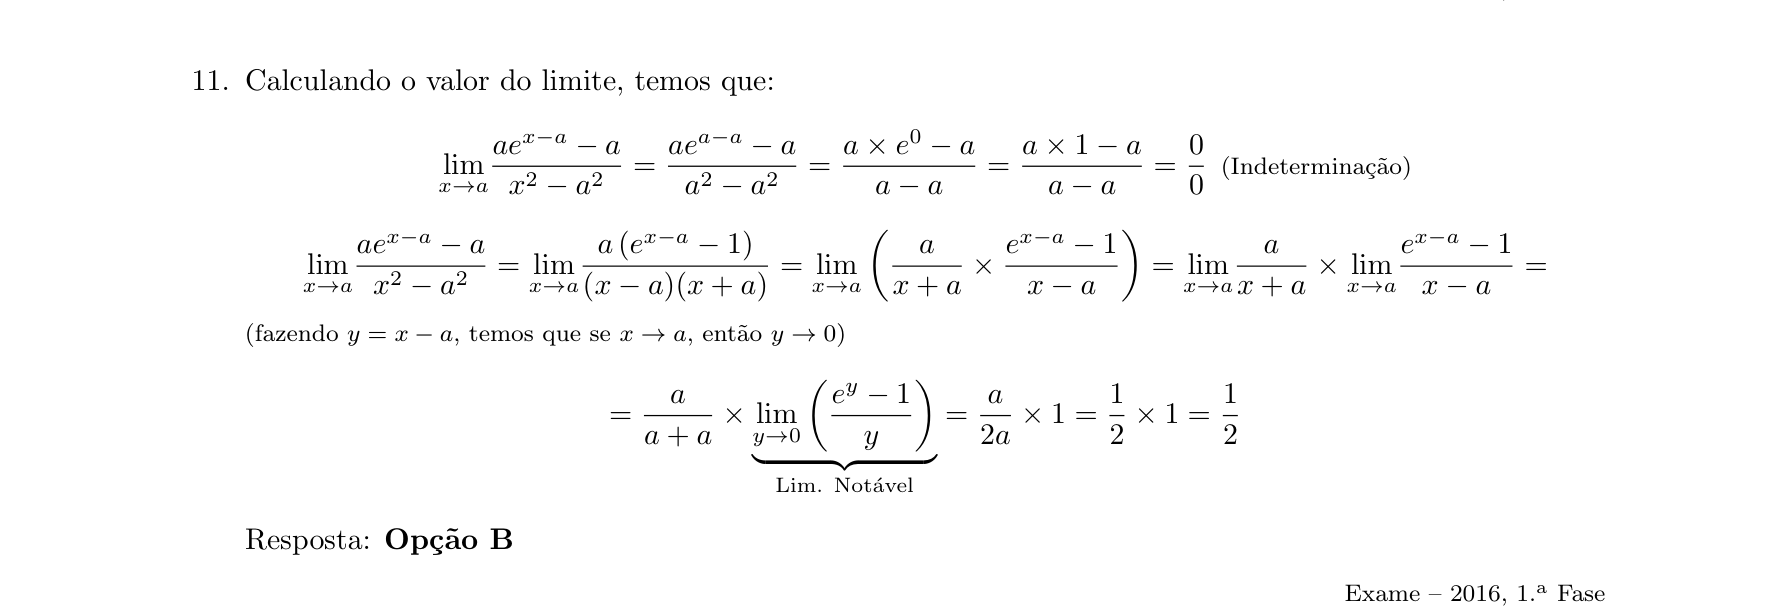 11. Calculando o valor do limite, temos que:
$\lim_{x \to a} \frac{ae^{x-a} - a}{x^2 - a^2} = \frac{ae^{a-a} - a}{a^2 - a^2} = \frac{a \times e^0 - a}{a - a} = \frac{a \times 1 - a}{a - a} = \frac{0}{0}$ (Indeterminação)
$\lim_{x \to a} \frac{ae^{x-a} - a}{x^2 - a^2} = \lim_{x \to a} \frac{a\left(e^{x-a} - 1\right)}{(x - a)(x + a)} = \lim_{x \to a} \left(\frac{a}{x + a} \times \frac{e^{x-a} - 1}{x - a}\right) = \lim_{x \to a} \frac{a}{x + a} \times \lim_{x \to a} \frac{e^{x-a} - 1}{x - a} =$
(fazendo $y = x - a$, temos que se $x \to a$, então $y \to 0$)
$= \frac{a}{a + a} \times \underbrace{\lim_{y \to 0} \left(\frac{e^y - 1}{y}\right)}_{\text{Lim. Notável}} = \frac{a}{2a} \times 1 = \frac{1}{2} \times 1 = \frac{1}{2}$
Resposta: Opção B
Exame – 2016, 1.ª Fase